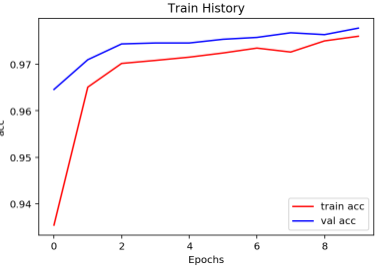 Train History
0.97
0.96
0.95
0.94
acc
0 2 4 6 8
Epochs
train acc
val acc